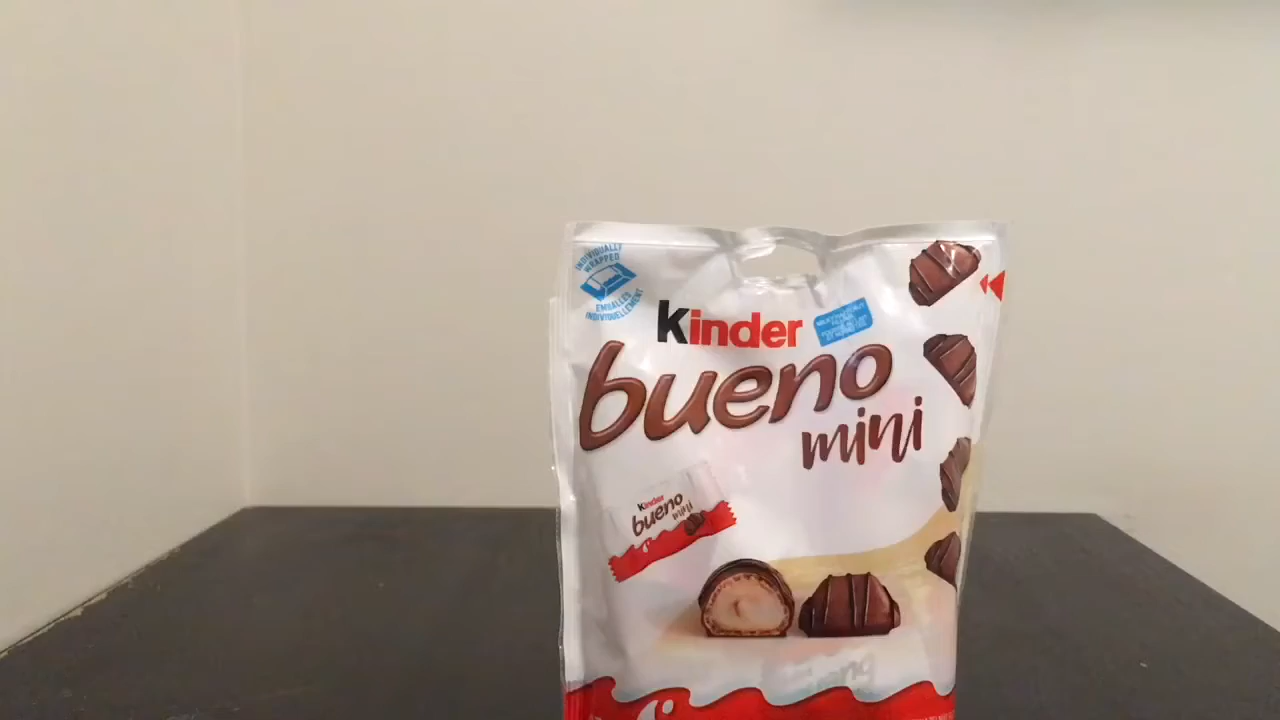 INDIVIDUALLY
WRAPPED
EMBALLÉS
INDIVIDUELLEMENT
Kinder
bueno
mini
Kinder
bueno
mini